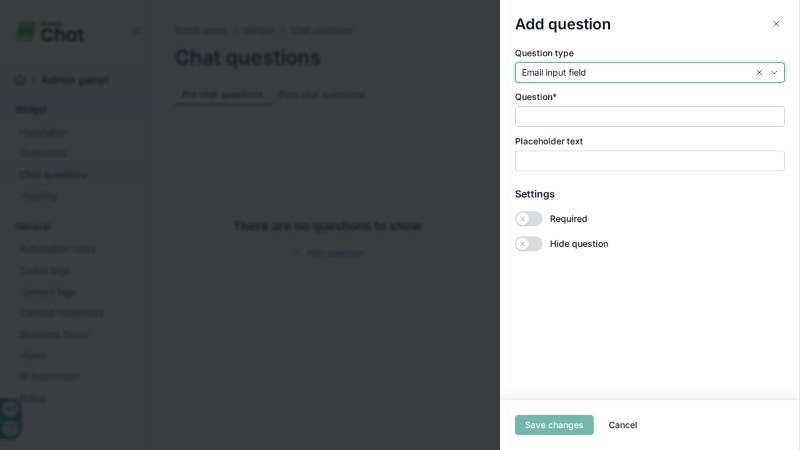 Chat
Admin panel / Widget / Chat questions
Chat questions
Admin panel
Pre chat questions
Post chat questions
Widget
Installation
Customize
Chat questions
Visibility
General
Automation rules
Ticket tags
Contact tags
Canned responses
Business hours
Views
IP Restriction
Roles
There are no questions to show
+ Add question
Add question
Question type
Email input field
Question*
Placeholder text
Settings
Required
Hide question
Save changes
Cancel